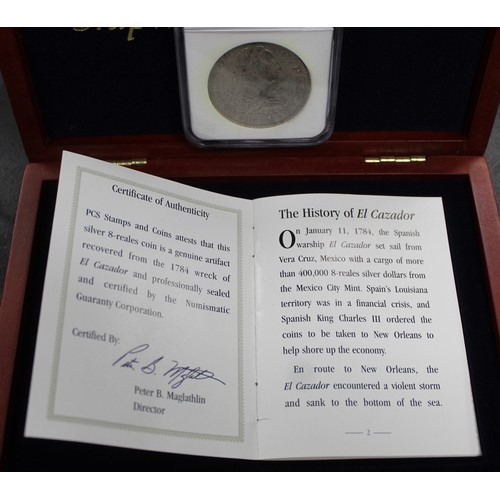 Certificate of Authenticity
PCS Stamps and Coins attests that this
silver 8-reales coin is a genuine artifact
recovered from the 1784 wreck of
El Cazador and professionally sealed
and certified by the Numismatic
Guaranty Corporation.
Certified By:
Peter B. Maglathlin
Peter B. Maglathlin
Director
The History of El Cazador
On January 11, 1784, the Spanish
warship El Cazador set sail from
Vera Cruz, Mexico with a cargo of more
than 400,000 8-reales silver dollars from
the Mexico City Mint. Spain's Louisiana
territory was in a financial crisis, and
Spanish King Charles III ordered the
coins to be taken to New Orleans to
help shore up the economy.
En route to New Orleans, the
El Cazador encountered a violent storm
and sank to the bottom of the sea.
2